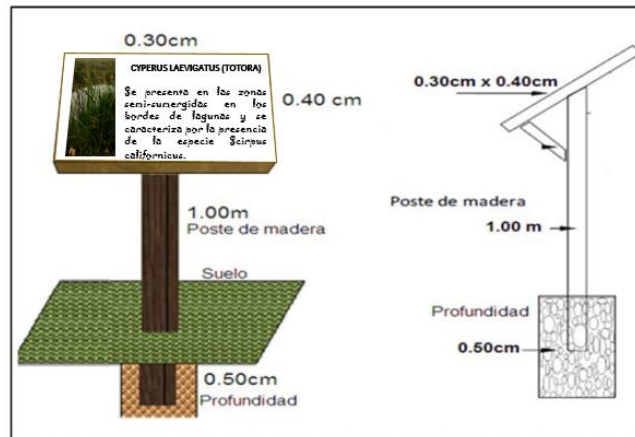 0.30cm
CYPERUS LAEVIGATUS (TOTORA)
Se presenta en las zonas
semi-sumergidas en los
bordes de lagunas y se
caracteriza por la presencia
de la especie Scirpus
californicus.
0.40 cm
1.00m
Poste de madera
Suelo
0.50cm
Profundidad
0.30cm x 0.40cm
Poste de madera
1.00 m
Profundidad
0.50cm